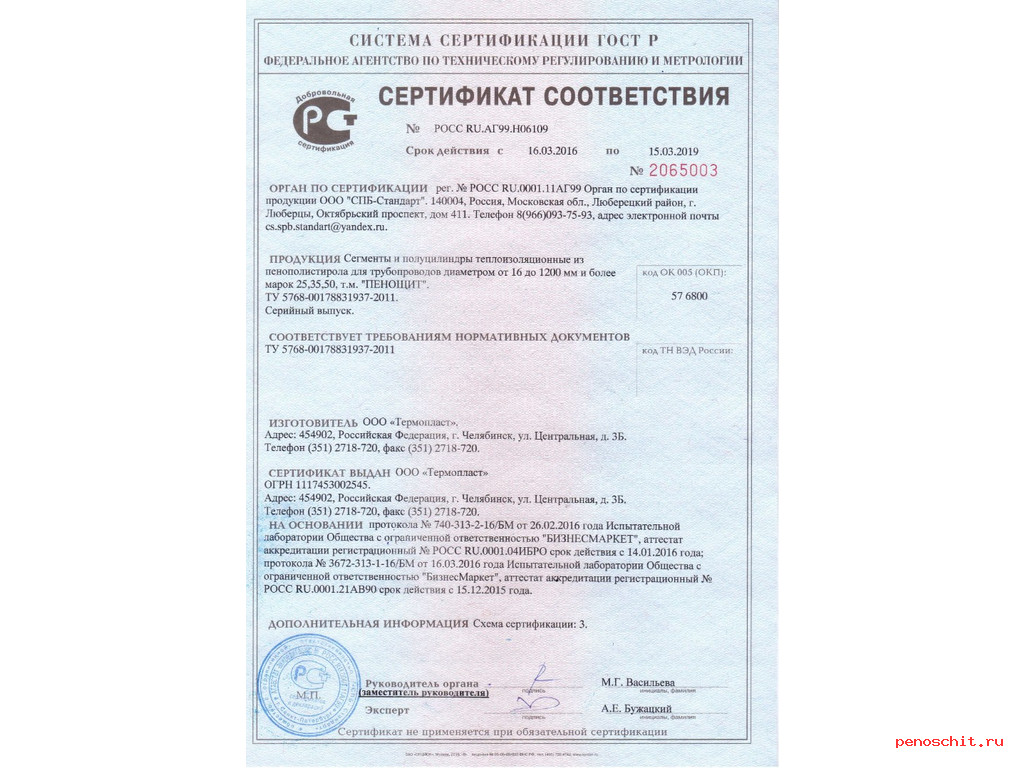 СИСТЕМА СЕРТИФИКАЦИИ ГОСТ Р
ФЕДЕРАЛЬНОЕ АГЕНТСТВО ПО ТЕХНИЧЕСКОМУ РЕГУЛИРОВАНИЮ И МЕТРОЛОГИИ
Добровольная
сертификация
СЕРТИФИКАТ СООТВЕТСТВИЯ
№ РОСС RU.АГ99.Н06109
Срок действия с 16.03.2016 по 15.03.2019
№ 2065003
ОРГАН ПО СЕРТИФИКАЦИИ рег. № РОСС RU.0001.11АГ99 Орган по сертификации
продукции ООО "СПБ-Стандарт". 140004, Россия, Московская обл., Люберецкий район, г.
Люберцы, Октябрьский проспект, дом 411. Телефон 8(966)093-75-93, адрес электронной почты
cs.spb.standart@yandex.ru.
ПРОДУКЦИЯ Сегменты и полуцилиндры теплоизоляционные из
пенополистирола для трубопроводов диаметром от 16 до 1200 мм и более
марок 25,35,50, т.м. "ПЕНОЩИТ".
ТУ 5768-00178831937-2011.
Серийный выпуск.
код ОК 005 (ОКП):
57 6800
СООТВЕТСТВУЕТ ТРЕБОВАНИЯМ НОРМАТИВНЫХ ДОКУМЕНТОВ
ТУ 5768-00178831937-2011
код ТН ВЭД России:
ИЗГОТОВИТЕЛЬ ООО «Термопласт».
Адрес: 454902, Российская Федерация, г. Челябинск, ул. Центральная, д. 3Б.
Телефон (351) 2718-720, факс (351) 2718-720.
СЕРТИФИКАТ ВЫДАН ООО «Термопласт»
ОГРН 1117453002545.
Адрес: 454902, Российская Федерация, г. Челябинск, ул. Центральная, д. 3Б.
Телефон (351) 2718-720, факс (351) 2718-720.
НА ОСНОВАНИИ протокола № 740-313-2-16/БМ от 26.02.2016 года Испытательной
лаборатории Общества с ограниченной ответственностью "БИЗНЕСМАРКЕТ", аттестат
аккредитации регистрационный № РОСС RU.0001.04ИБРО срок действия с 14.01.2016 года;
протокола № 3672-313-1-16/БМ от 16.03.2016 года Испытательной лаборатории Общества с
ограниченной ответственностью "БизнесМаркет", аттестат аккредитации регистрационный №
РОСС RU.0001.21АВ90 срок действия с 15.12.2015 года.
ДОПОЛНИТЕЛЬНАЯ ИНФОРМАЦИЯ Схема сертификации: 3.
М.П.
Руководитель органа
(заместитель руководителя)
подпись
М.Г. Васильева
инициалы, фамилия
Эксперт
подпись
А.Е. Бужацкий
инициалы, фамилия
Сертификат не применяется при обязательной сертификации
penoschit.ru